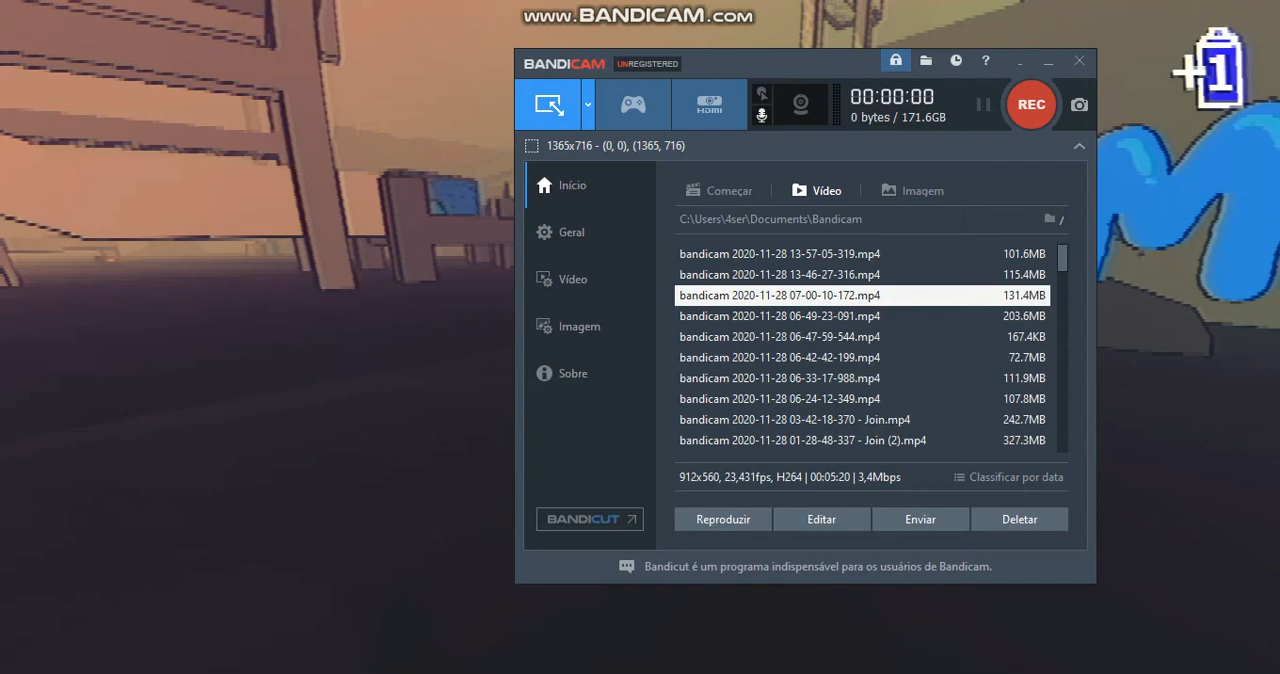 www.BANDICAM.com
BANDICAM UNREGISTERED ?
+1
HDMI
00:00:00
0 bytes / 171.6GB
REC
1365x716 - (0, 0), (1365, 716)
Início
Geral
Vídeo
Imagem
Sobre
BANDICUT
Começar Vídeo Imagem
C:\Users\4ser\Documents\Bandicam /
bandicam 2020-11-28 13-57-05-319.mp4 101.6MB
bandicam 2020-11-28 13-46-27-316.mp4 115.4MB
bandicam 2020-11-28 07-00-10-172.mp4 131.4MB
bandicam 2020-11-28 06-49-23-091.mp4 203.6MB
bandicam 2020-11-28 06-47-59-544.mp4 167.4KB
bandicam 2020-11-28 06-42-42-199.mp4 72.7MB
bandicam 2020-11-28 06-33-17-988.mp4 111.9MB
bandicam 2020-11-28 06-24-12-349.mp4 107.8MB
bandicam 2020-11-28 03-42-18-370 - Join.mp4 242.7MB
bandicam 2020-11-28 01-28-48-337 - Join (2).mp4 327.3MB
912x560, 23,431fps, H264 | 00:05:20 | 3,4Mbps Classificar por data
Reproduzir Editar Enviar Deletar
Bandicut é um programa indispensável para os usuários de Bandicam.